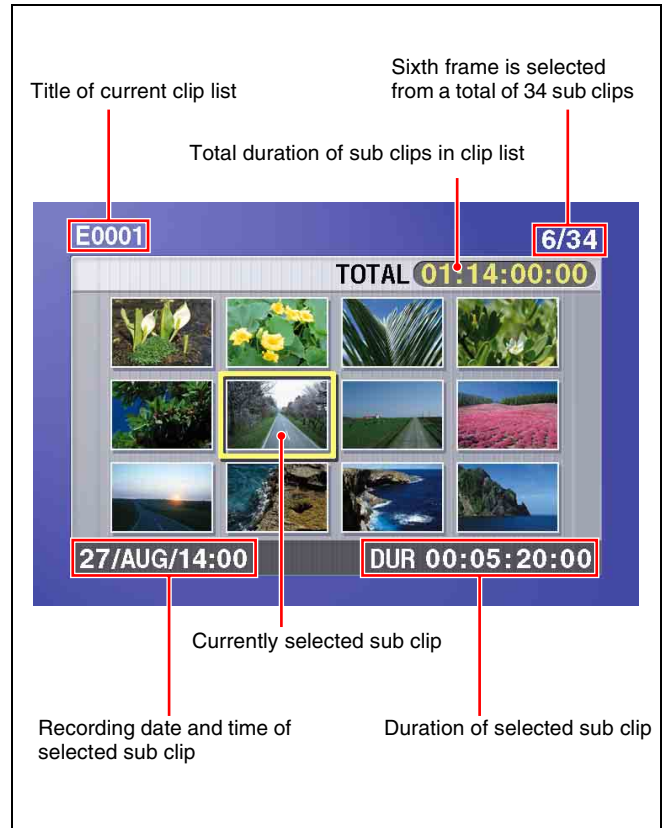 Title of current clip list
Sixth frame is selected
from a total of 34 sub clips
Total duration of sub clips in clip list
E0001
6/34
TOTAL 01:14:00:00
27/AUG/14:00
DUR 00:05:20:00
Currently selected sub clip
Recording date and time of
selected sub clip
Duration of selected sub clip